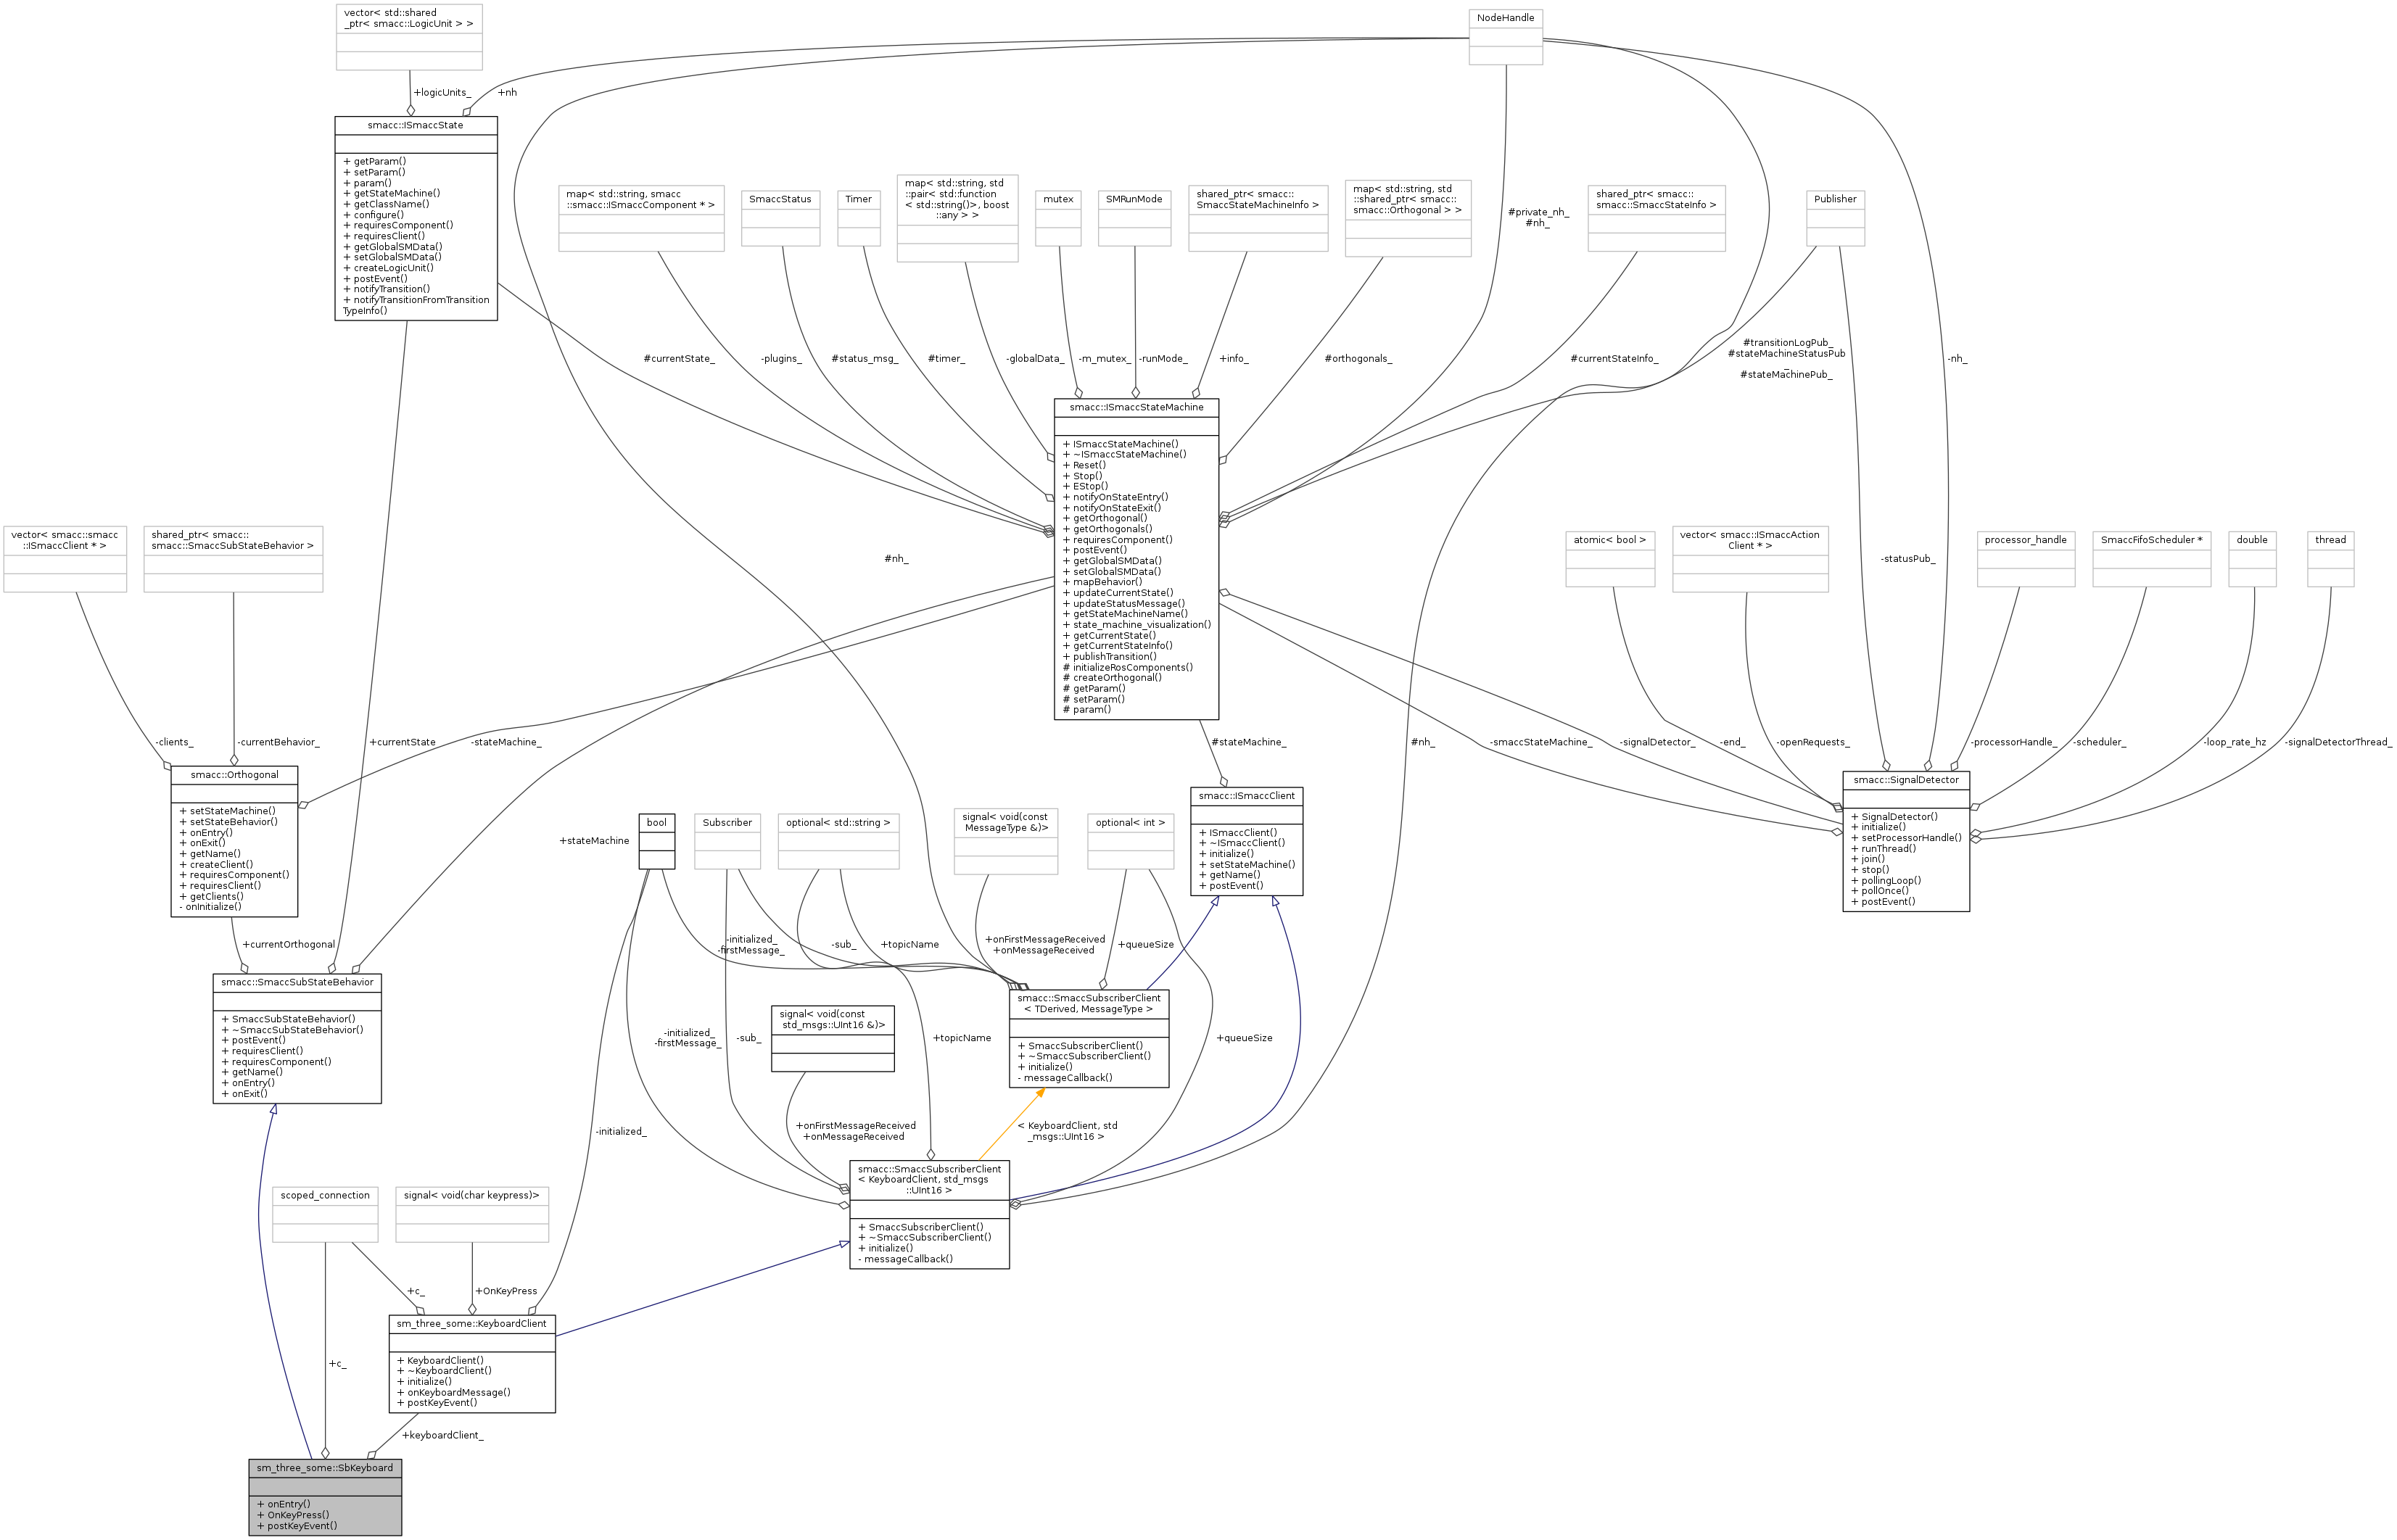 vector< std::shared
_ptr< smacc::LogicUnit > >
NodeHandle
+logicUnits_
+nh
smacc::ISmaccState
+ getParam()
+ setParam()
+ param()
+ getStateMachine()
+ getClassName()
+ configure()
+ requiresComponent()
+ requiresClient()
+ getGlobalSMData()
+ setGlobalSMData()
+ createLogicUnit()
+ postEvent()
+ notifyTransition()
+ notifyTransitionFromTransition
TypeInfo()
map< std::string, smacc
::smacc::ISmaccComponent * >
SmaccStatus
Timer
map< std::string, std
::pair< std::function
< std::string()>, boost
::any > >
mutex
SMRunMode
shared_ptr< smacc::
SmaccStateMachineInfo >
map< std::string, std
::shared_ptr< smacc::
smacc::Orthogonal > >
shared_ptr< smacc::
smacc::SmaccStateInfo >
Publisher
#private_nh_
#nh_
#currentState_
-plugins_
#status_msg_
#timer_
-globalData_
-m_mutex_
-runMode_
+info_
#orthogonals_
#currentStateInfo_
#transitionLogPub_
#stateMachineStatusPub
_
#stateMachinePub_
-nh_
smacc::ISmaccStateMachine
+ ISmaccStateMachine()
+ ~ISmaccStateMachine()
+ Reset()
+ Stop()
+ EStop()
+ notifyOnStateEntry()
+ notifyOnStateExit()
+ getOrthogonal()
+ getOrthogonals()
+ requiresComponent()
+ postEvent()
+ getGlobalSMData()
+ setGlobalSMData()
+ mapBehavior()
+ updateCurrentState()
+ updateStatusMessage()
+ getStateMachineName()
+ state_machine_visualization()
+ getCurrentState()
+ getCurrentStateInfo()
+ publishTransition()
# initializeRosComponents()
# createOrthogonal()
# getParam()
# setParam()
# param()
vector< smacc::smacc
::ISmaccClient * >
shared_ptr< smacc::
smacc::SmaccSubStateBehavior >
#nh_
atomic< bool >
vector< smacc::ISmaccAction
Client * >
-statusPub_
processor_handle
SmaccFifoScheduler *
double
thread
-clients_
-currentBehavior_
+currentState
-stateMachine_
#stateMachine_
#nh_
-smaccStateMachine_
-signalDetector_
-end_
-openRequests_
-processorHandle_
-scheduler_
-loop_rate_hz
-signalDetectorThread_
smacc::Orthogonal
+ setStateMachine()
+ setStateBehavior()
+ onEntry()
+ onExit()
+ getName()
+ createClient()
+ requiresComponent()
+ requiresClient()
+ getClients()
- onInitialize()
+stateMachine
bool
Subscriber
optional< std::string >
signal< void(const
MessageType &)>
optional< int >
smacc::ISmaccClient
+ ISmaccClient()
+ ~ISmaccClient()
+ initialize()
+ setStateMachine()
+ getName()
+ postEvent()
smacc::SignalDetector
+ SignalDetector()
+ initialize()
+ setProcessorHandle()
+ runThread()
+ join()
+ stop()
+ pollingLoop()
+ pollOnce()
+ postEvent()
+currentOrthogonal
-initialized_
-firstMessage_
-sub_
+topicName
+onFirstMessageReceived
+onMessageReceived
+queueSize
smacc::SmaccSubStateBehavior
+ SmaccSubStateBehavior()
+ ~SmaccSubStateBehavior()
+ postEvent()
+ requiresClient()
+ requiresComponent()
+ getName()
+ onEntry()
+ onExit()
smacc::SmaccSubscriberClient
< TDerived, MessageType >
+ SmaccSubscriberClient()
+ ~SmaccSubscriberClient()
+ initialize()
- messageCallback()
signal< void(const
std_msgs::UInt16 &)>
-initialized_
-firstMessage_
-sub_
+topicName
+queueSize
-initialized_
+onFirstMessageReceived
+onMessageReceived
< KeyboardClient, std
_msgs::UInt16 >
smacc::SmaccSubscriberClient
< KeyboardClient, std_msgs
::UInt16 >
+ SmaccSubscriberClient()
+ ~SmaccSubscriberClient()
+ initialize()
- messageCallback()
scoped_connection
signal< void(char keypress)>
+c_
+OnKeyPress
sm_three_some::KeyboardClient
+ KeyboardClient()
+ ~KeyboardClient()
+ initialize()
+ onKeyboardMessage()
+ postKeyEvent()
+c_
+keyboardClient_
sm_three_some::SbKeyboard
+ onEntry()
+ OnKeyPress()
+ postKeyEvent()